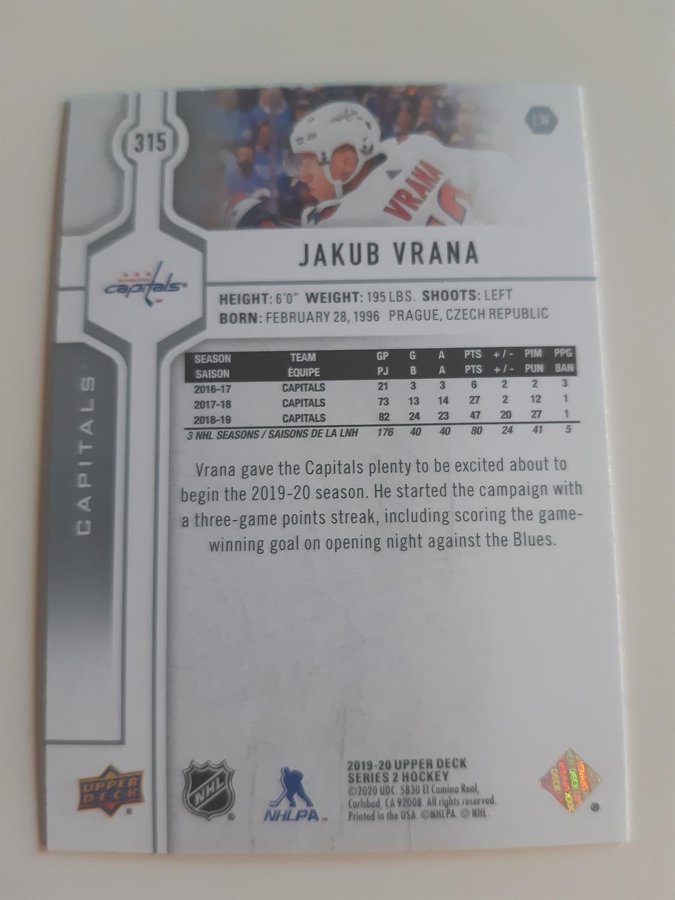 315
LW
VRANA
JAKUB VRANA
capitals
HEIGHT: 6'0" WEIGHT: 195 LBS. SHOOTS: LEFT
BORN: FEBRUARY 28, 1996 PRAGUE, CZECH REPUBLIC
SEASON TEAM GP G A PTS +/- PIM PPG
SAISON ÉQUIPE PJ B A PTS +/- PUN BAN
2016-17 CAPITALS 21 3 3 6 2 2 3
2017-18 CAPITALS 73 13 14 27 2 12 1
2018-19 CAPITALS 82 24 23 47 20 27 1
3 NHL SEASONS / SAISONS DE LA LNH 176 40 40 80 24 41 5
CAPITALS
Vrana gave the Capitals plenty to be excited about to
begin the 2019-20 season. He started the campaign with
a three-game points streak, including scoring the game-
winning goal on opening night against the Blues.
UPPER
DECK
NHL
NHLPA
2019-20 UPPER DECK
SERIES 2 HOCKEY
©2020 UDC. 5830 El Camino Real,
Carlsbad, CA 92008. All rights reserved.
Printed in the USA. ©NHLPA. © NHL.